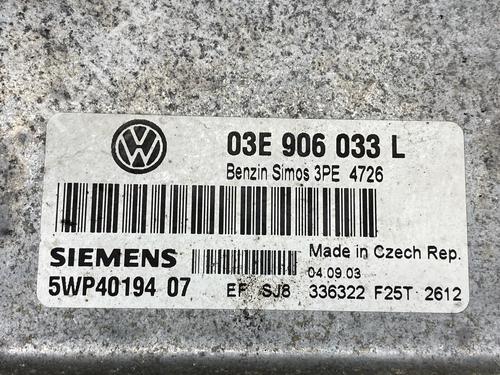 VW
03E 906 033 L
Benzin Simos 3PE 4726
SIEMENS
Made in Czech Rep.
04.09.03
5WP40194 07
EF SJ8 336322 F25T 2612